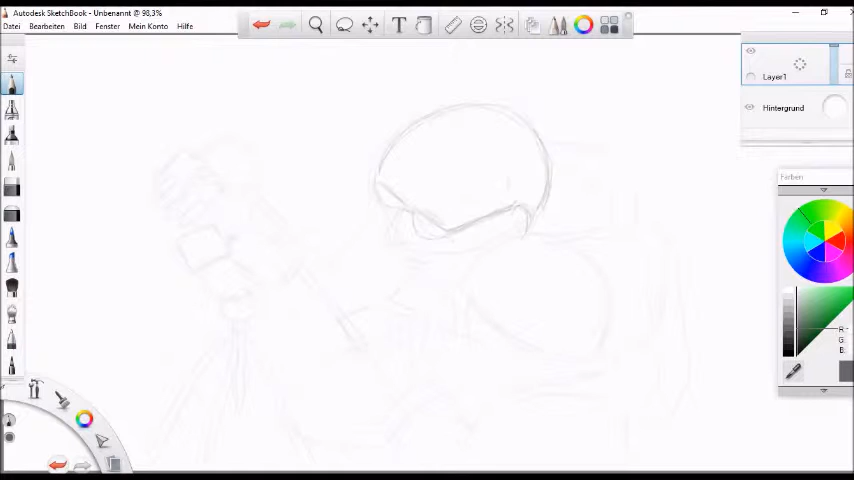 Autodesk SketchBook - Unbenannt @ 98,3%
Datei Bearbeiten Bild Fenster Mein Konto Hilfe
T
Layer1
Hintergrund
Farben
R:
G:
B: